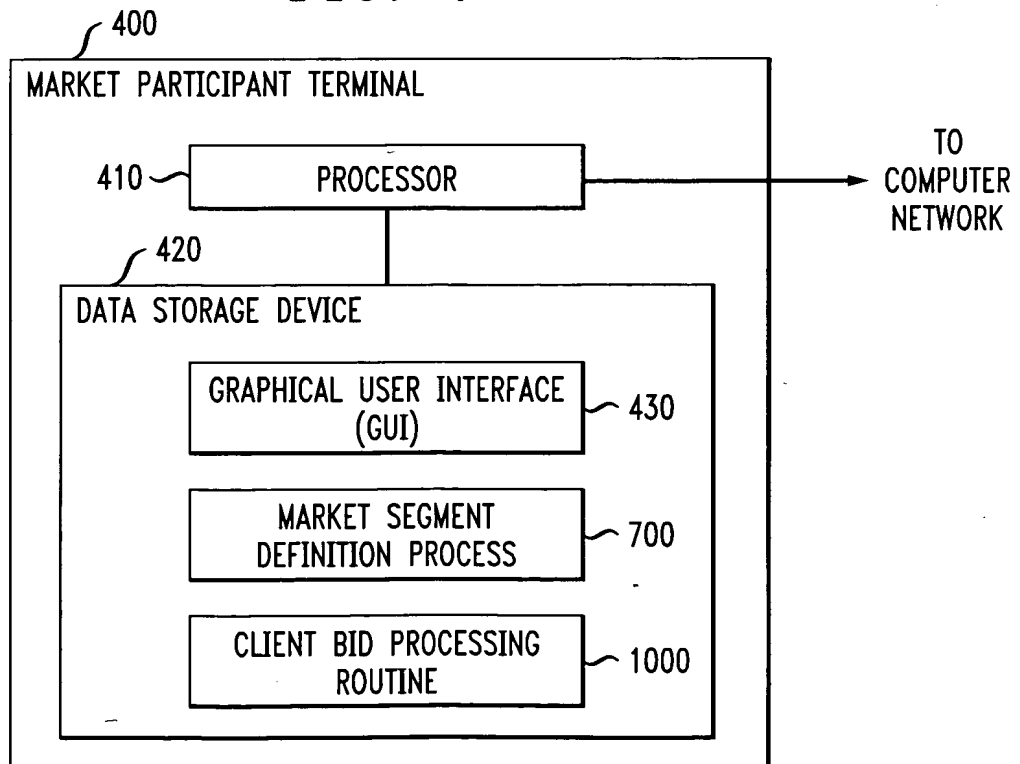 400
MARKET PARTICIPANT TERMINAL
410
PROCESSOR
TO
COMPUTER
NETWORK
420
DATA STORAGE DEVICE
GRAPHICAL USER INTERFACE
(GUI)
430
MARKET SEGMENT
DEFINITION PROCESS
700
CLIENT BID PROCESSING
ROUTINE
1000